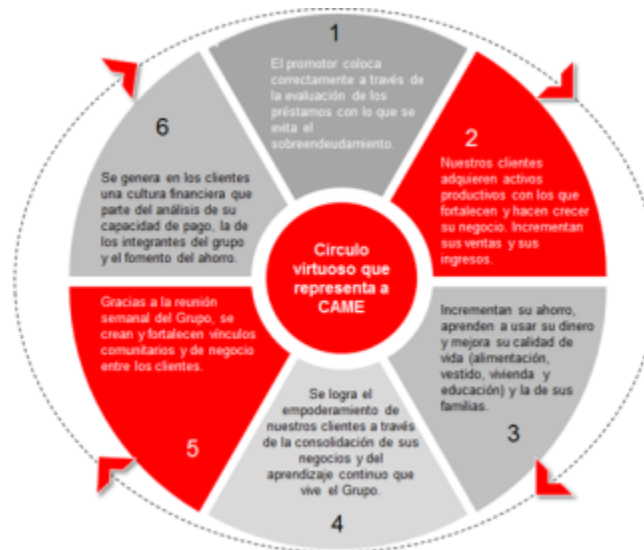 1
El promotor coloca
correctamente a través de
la evaluación de los
préstamos con lo que se
evita el
sobreendeudamiento.
2
Nuestros clientes
adquieren activos
productivos con los que
fortalecen y hacen crecer
su negocio. Incrementan
sus ventas y sus
ingresos.
Incrementan su ahorro,
aprenden a usar su dinero
y mejora su calidad de
vida (alimentación,
vestido, vivienda y
educación) y la de sus
familias.
3
Se logra el
empoderamiento de
nuestros clientes a través
de la consolidación de sus
negocios y del
aprendizaje continuo que
vive el Grupo.
4
Gracias a la reunión
semanal del Grupo, se
crean y fortalecen vínculos
comunitarios y de negocio
entre los clientes.
5
6
Se genera en los clientes
una cultura financiera que
parte del análisis de su
capacidad de pago, la de
los integrantes del grupo
y el fomento del ahorro.
Círculo
virtuoso que
representa a
CAME